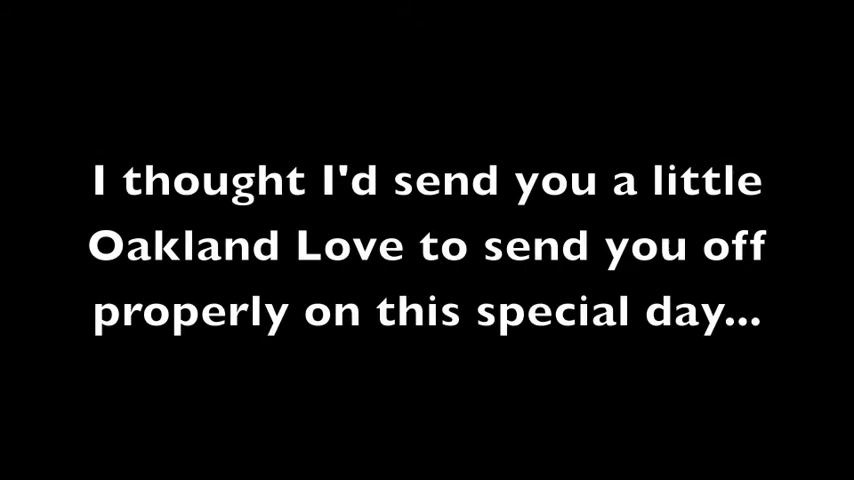 I thought I'd send you a little
Oakland Love to send you off
properly on this special day...